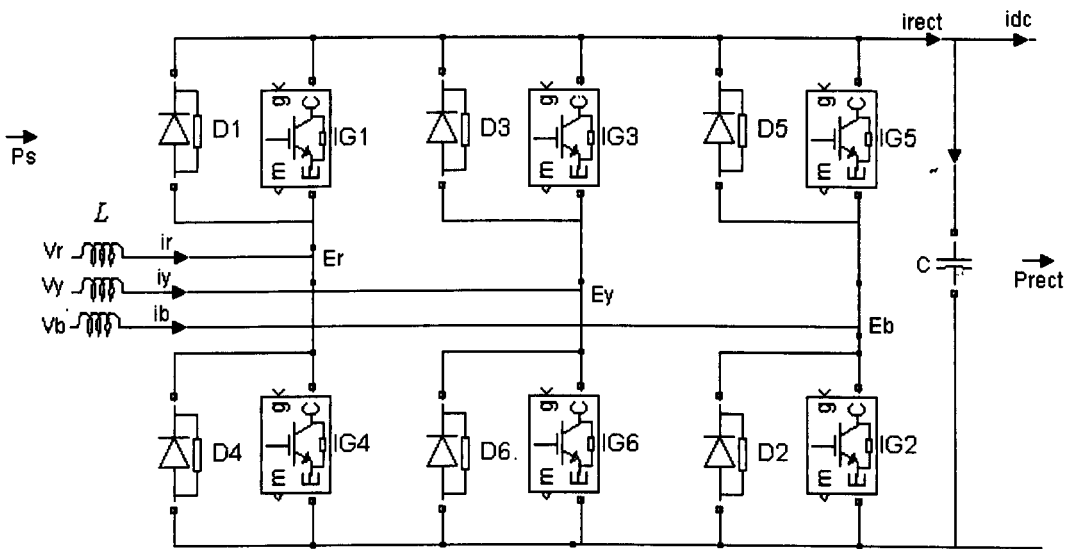 irect idc
g C
D1 IG1
m E
g C
D3 IG3
m E
g C
D5 IG5
m E
Ps
L
Vr ir Er
Vy iy Ey
Vb ib Eb
C
Prect
g C
D4 IG4
m E
g C
D6. IG6
m E
g C
D2 IG2
m E